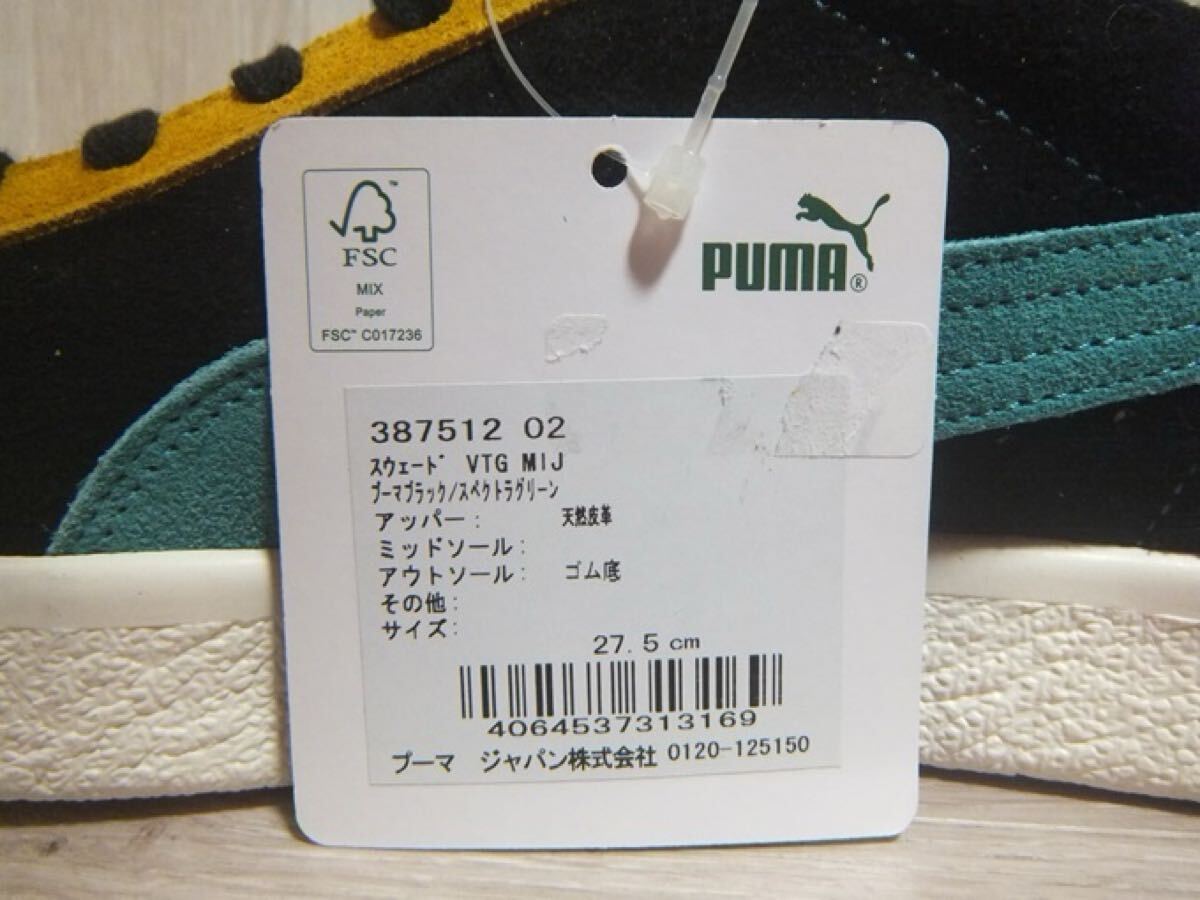 FSC™
MIX
Paper
FSC™ C017236
PUMA®
387512 02
ｽｳｪｰﾄﾞ VTG MIJ
ﾌﾟｰﾏﾌﾞﾗｯｸ/ｽﾍﾟｸﾄﾗｸﾞﾘｰﾝ
アッパー: 天然皮革
ミッドソール:
アウトソール: ゴム底
その他:
サイズ:
27.5 cm
4064537313169
プーマ ジャパン株式会社 0120-125150